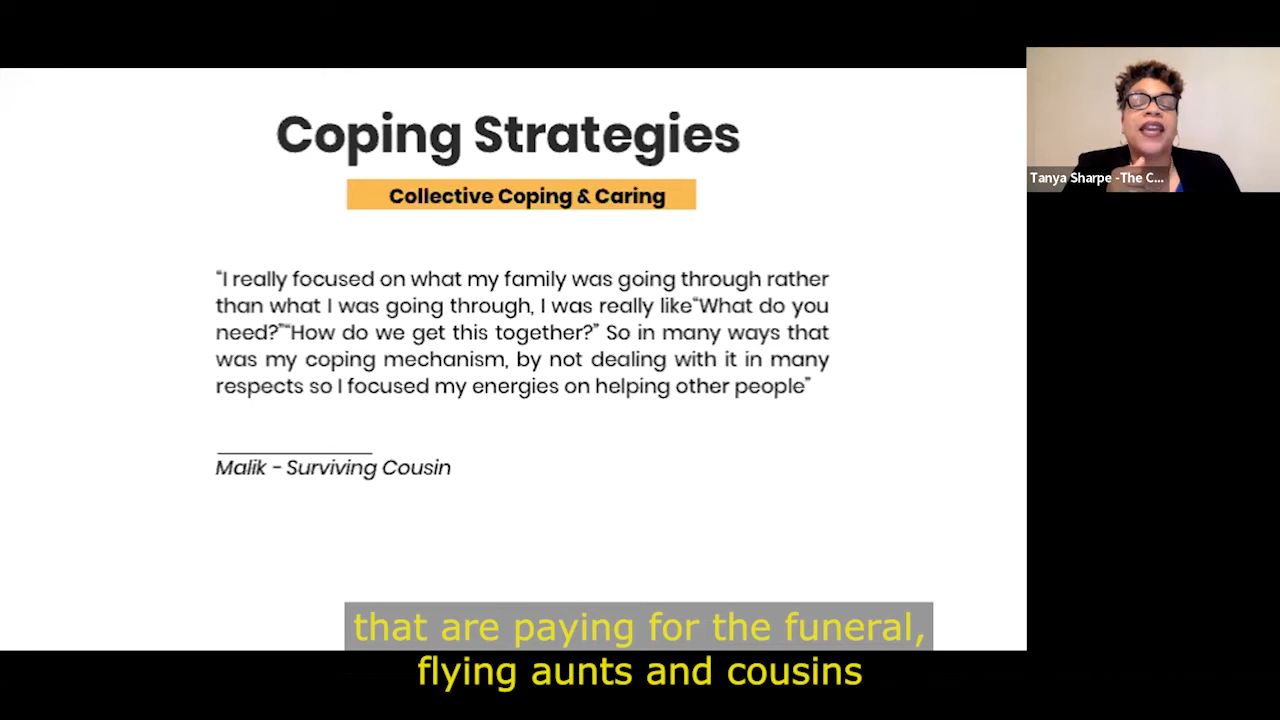 Coping Strategies
Collective Coping & Caring
“I really focused on what my family was going through rather
than what I was going through, I was really like“What do you
need?”“How do we get this together?” So in many ways that
was my coping mechanism, by not dealing with it in many
respects so I focused my energies on helping other people”
Malik - Surviving Cousin
Tanya Sharpe -The C...
that are paying for the funeral,
flying aunts and cousins